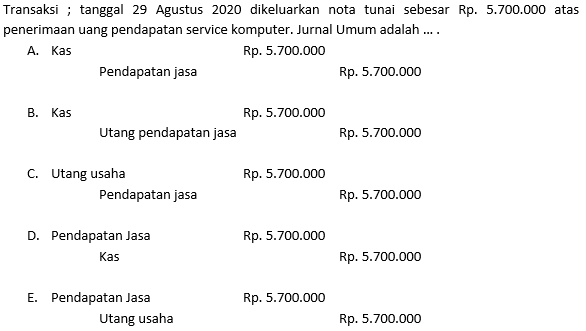 Transaksi ; tanggal 29 Agustus 2020 dikeluarkan nota tunai sebesar Rp. 5.700.000 atas
penerimaan uang pendapatan service komputer. Jurnal Umum adalah ... .
A. Kas Rp. 5.700.000
Pendapatan jasa Rp. 5.700.000
B. Kas Rp. 5.700.000
Utang pendapatan jasa Rp. 5.700.000
C. Utang usaha Rp. 5.700.000
Pendapatan jasa Rp. 5.700.000
D. Pendapatan Jasa Rp. 5.700.000
Kas Rp. 5.700.000
E. Pendapatan Jasa Rp. 5.700.000
Utang usaha Rp. 5.700.000